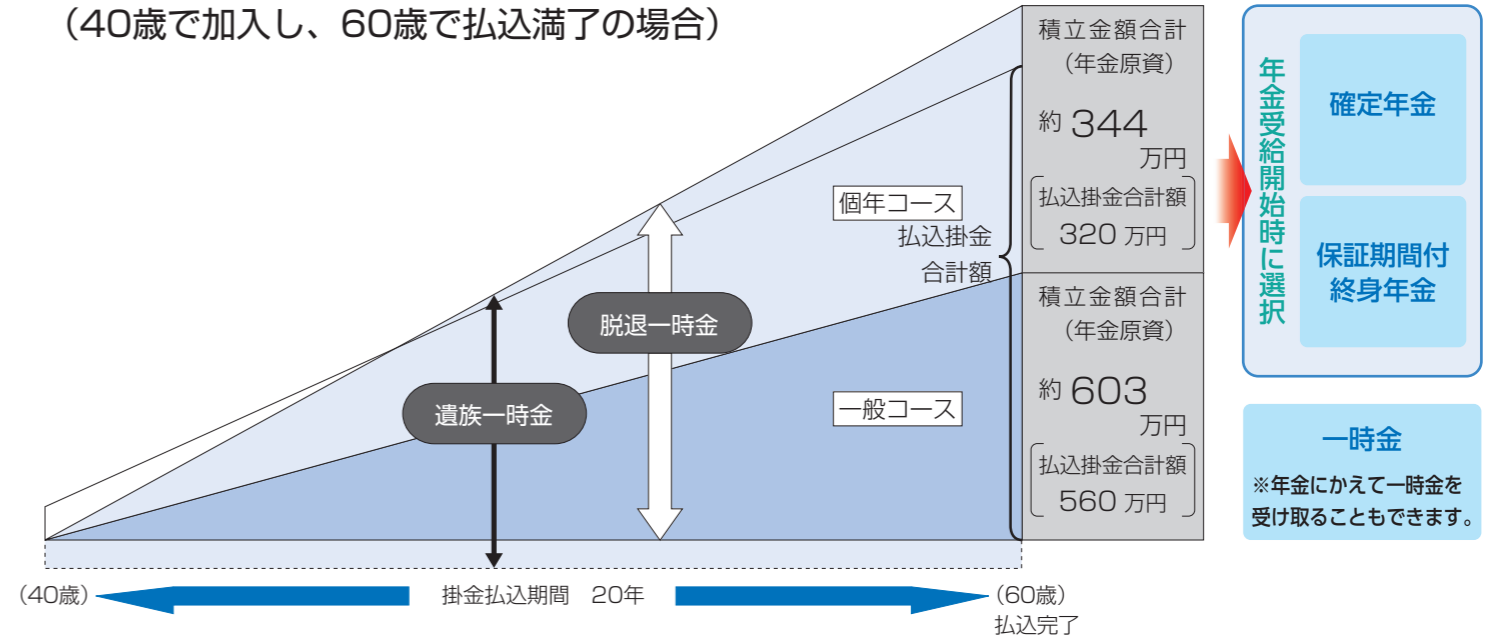 （40歳で加入し、60歳で払込満了の場合）
積立金額合計
（年金原資）
約 344
万円
払込掛金合計額
320 万円
個年コース
払込掛金
合計額
脱退一時金
遺族一時金
一般コース
積立金額合計
（年金原資）
約 603
万円
払込掛金合計額
560 万円
年金受給開始時に選択
確定年金
保証期間付
終身年金
一時金
※年金にかえて一時金を
受け取ることもできます。
（40歳）
掛金払込期間　20年
（60歳）
払込完了